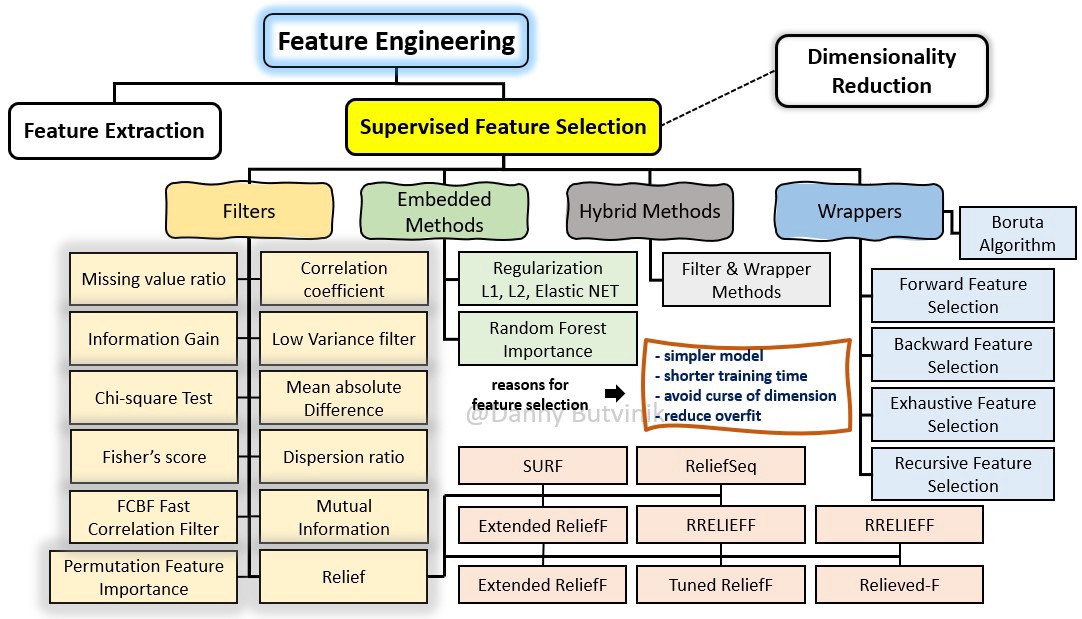 Feature Engineering
Dimensionality
Reduction
Feature Extraction
Supervised Feature Selection
Filters
Embedded
Methods
Hybrid Methods
Wrappers
Boruta
Algorithm
Missing value ratio
Correlation
coefficient
Regularization
L1, L2, Elastic NET
Filter & Wrapper
Methods
Forward Feature
Selection
Information Gain
Low Variance filter
Random Forest
Importance
Backward Feature
Selection
reasons for
feature selection
- simpler model
- shorter training time
- avoid curse of dimension
- reduce overfit
@Danny Butvinik
Chi-square Test
Mean absolute
Difference
Exhaustive Feature
Selection
Fisher’s score
Dispersion ratio
SURF
ReliefSeq
Recursive Feature
Selection
FCBF Fast
Correlation Filter
Mutual
Information
Extended ReliefF
RRELIEFF
RRELIEFF
Permutation Feature
Importance
Relief
Extended ReliefF
Tuned ReliefF
Relieved-F